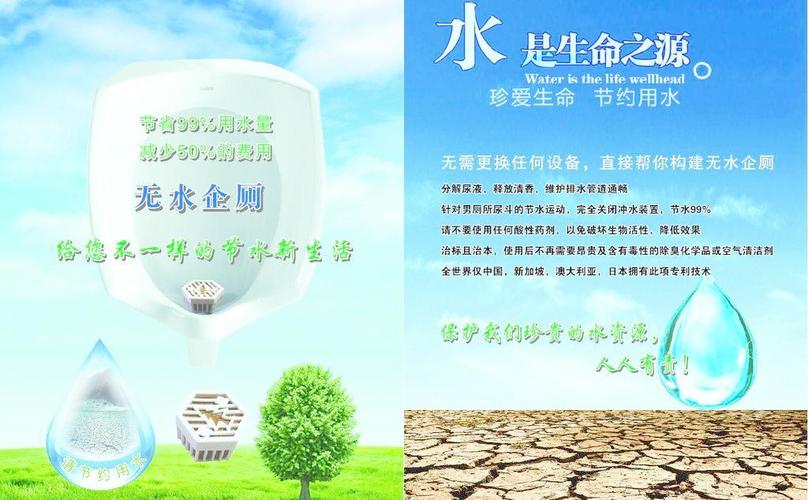 节省99%用水量
减少50%的费用
无水企厕
给您不一样的节水新生活
请节约用水
水是生命之源。
Water is the life wellhead
珍爱生命 节约用水
无需更换任何设备，直接帮你构建无水企厕
分解尿液、释放清香、维护排水管道通畅
针对男厕所尿斗的节水运动，完全关闭冲水装置，节水99%
请不要使用任何酸性药剂，以免破坏生物活性，降低效果
治标且治本，使用后不再需要昂贵及含有毒性的除臭化学品或空气清洁剂
全世界仅中国，新加坡，澳大利亚，日本拥有此项专利技术
保护我们珍贵的水资源，
人人有责！